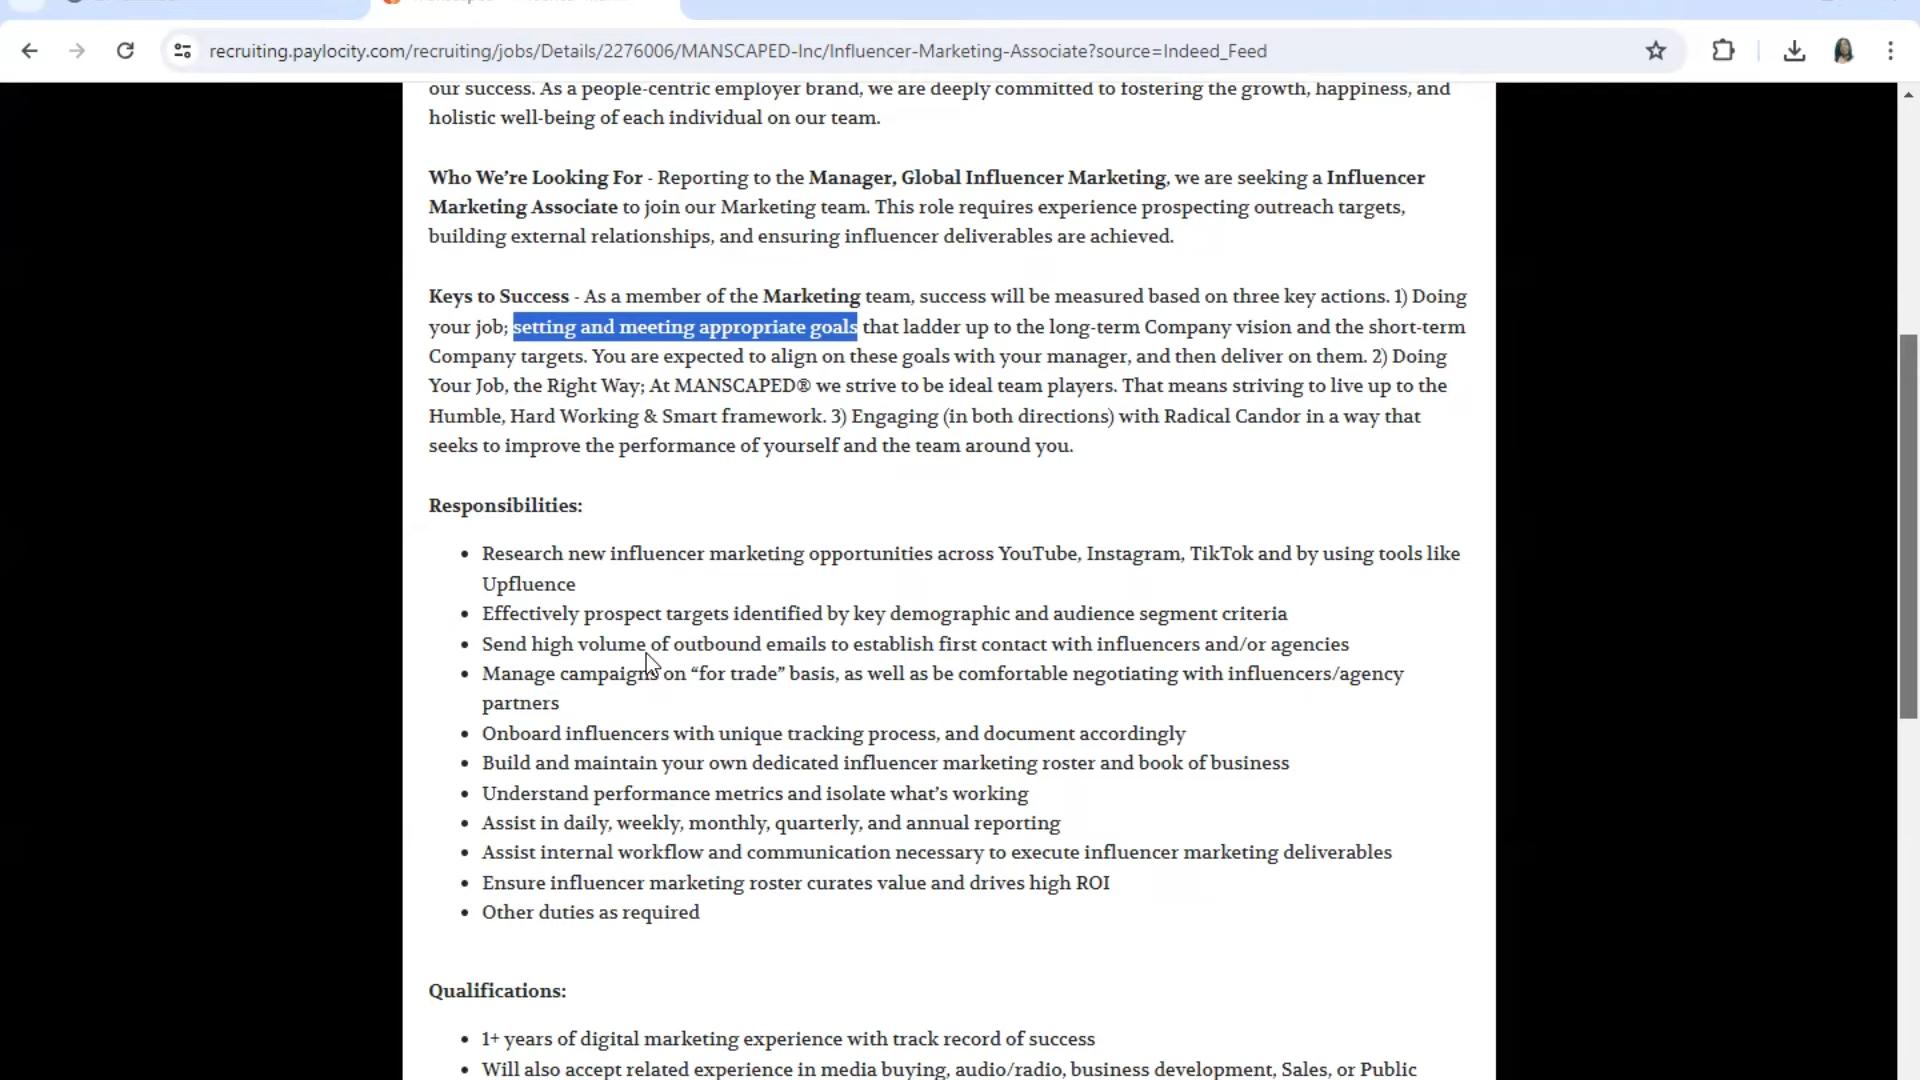 recruiting.paylocity.com/recruiting/jobs/Details/2276006/MANSCAPED-Inc/Influencer-Marketing-Associate?source=Indeed_Feed
our success. As a people-centric employer brand, we are deeply committed to fostering the growth, happiness, and
holistic well-being of each individual on our team.
Who We’re Looking For - Reporting to the Manager, Global Influencer Marketing, we are seeking a Influencer
Marketing Associate to join our Marketing team. This role requires experience prospecting outreach targets,
building external relationships, and ensuring influencer deliverables are achieved.
Keys to Success - As a member of the Marketing team, success will be measured based on three key actions. 1) Doing
your job; setting and meeting appropriate goals that ladder up to the long-term Company vision and the short-term
Company targets. You are expected to align on these goals with your manager, and then deliver on them. 2) Doing
Your Job, the Right Way; At MANSCAPED® we strive to be ideal team players. That means striving to live up to the
Humble, Hard Working & Smart framework. 3) Engaging (in both directions) with Radical Candor in a way that
seeks to improve the performance of yourself and the team around you.
Responsibilities:
• Research new influencer marketing opportunities across YouTube, Instagram, TikTok and by using tools like
Upfluence
• Effectively prospect targets identified by key demographic and audience segment criteria
• Send high volume of outbound emails to establish first contact with influencers and/or agencies
• Manage campaigns on “for trade” basis, as well as be comfortable negotiating with influencers/agency
partners
• Onboard influencers with unique tracking process, and document accordingly
• Build and maintain your own dedicated influencer marketing roster and book of business
• Understand performance metrics and isolate what’s working
• Assist in daily, weekly, monthly, quarterly, and annual reporting
• Assist internal workflow and communication necessary to execute influencer marketing deliverables
• Ensure influencer marketing roster curates value and drives high ROI
• Other duties as required
Qualifications:
• 1+ years of digital marketing experience with track record of success
• Will also accept related experience in media buying, audio/radio, business development, Sales, or Public